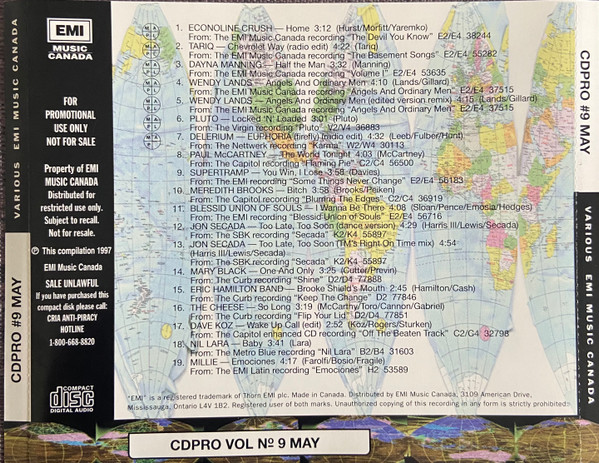 VARIOUS EMI MUSIC CANADA
CDPRO #9 MAY
EMI
MUSIC
CANADA
FOR
PROMOTIONAL
USE ONLY
NOT FOR SALE
Property of EMI
MUSIC CANADA
Distributed for
restricted use only.
Subject to recall.
Not for resale.
℗ This compilation 1997
EMI Music Canada
SALE UNLAWFUL
If you have purchased this
compact disk please call:
CRIA ANTI-PIRACY
HOTLINE
1-800-668-8820
COMPACT
disc
DIGITAL AUDIO
1. ECONOLINE CRUSH — Home 3:12 (Hurst/Mortitt/Yaremko)
From: The EMI Music Canada recording "The Devil You Know" E2/E4 38244
2. TARIQ — Chevrolet Way (radio edit) 4:22 (Tariq)
From: The EMI Music Canada recording "The Basement Songs" E2/E4 55282
3. DAYNA MANNING — Half the Man 3:32 (Manning)
From: The EMI Music Canada recording "Volume I" E2/E4 53635
4. WENDY LANDS — Angels And Ordinary Men 4:10 (Lands/Gillard)
From: The EMI Music Canada recording "Angels And Ordinary Men" E2/E4 37515
5. WENDY LANDS — Angels And Ordinary Men (edited version remix) 4:15 (Lands/Gillard)
From: The EMI Music Canada recording "Angels And Ordinary Men" E2/E4 37515
6. PLUTO — Locked 'N' Loaded 3:01 (Pluto)
From: The Virgin recording "Pluto" V2/V4 36883
7. DELERIUM — EUPHORIA (firefly) (radio edit) 4:32 (Leeb/Fulber/Hunt)
From: The Nettwerk recording "Karma" W2/W4 30113
8. PAUL McCARTNEY — The World Tonight 4:03 (McCartney)
From: The Capitol recording "Flaming Pie" C2/C4 56500
9. SUPERTRAMP — You Win, I Lose 3:58 (Davies)
From: The EMI recording "Some Things Never Change" E2/E4 56183
10. MEREDITH BROOKS — Bitch 3:58 (Brooks/Peiken)
From: The Capitol recording "Blurring The Edges" C2/C4 36919
11. BLESSID UNION OF SOULS — I Wanna Be There 4:08 (Sloan/Pence/Emosia/Hedges)
From: The EMI recording "Blessid Union of Souls" E2/E4 56716
12. JON SECADA — Too Late, Too Soon (dance version) 4:29 (Harris III/Lewis/Secada)
From: The SBK recording "Secada" K2/K4 55897
13. JON SECADA — Too Late, Too Soon (TM's Right On Time mix) 4:54
(Harris III/Lewis/Secada)
From: The SBK recording "Secada" K2/K4 55897
14. MARY BLACK — One And Only 3:25 (Cutter/Previn)
From: The Curb recording "Shine" D2/D4 77888
15. ERIC HAMILTON BAND — Brooke Shield's Mouth 2:45 (Hamilton/Cash)
From: The Curb recording "Keep The Change" D2 77846
16. THE CHEESE — So Long 3:19 (McCarthy/Toro/Cannon/Gabriel)
From: The Curb recording "Flip Your Lid" D2/D4 77851
17. DAVE KOZ — Wake Up Call (edit) 2:52 (Koz/Rogers/Sturken)
From: The Capitol enhanced CD recording "Off The Beaten Track" C2/C4 32798
18. NIL LARA — Baby 3:41 (Lara)
From: The Metro Blue recording "Nil Lara" B2/B4 31603
19. MILLIE — Emociones 4:17 (Farolfi/Bosio/Fragile)
From: The EMI Latin recording "Emociones" H2 53589
"EMI" is a registered trademark of Thorn EMI plc. Made in Canada. Distributed by EMI Music Canada, 3109 American Drive,
Mississauga, Ontario L4V 1B2. Registered user of both marks. Unauthorized copying of this recording in any form is strictly prohibited.
CDPRO VOL Nº 9 MAY
CDPRO #9 MAY
VARIOUS EMI MUSIC CANADA